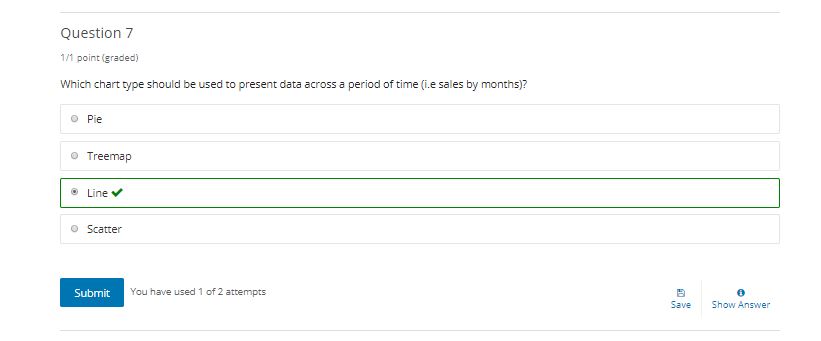 Question 7
1/1 point (graded)
Which chart type should be used to present data across a period of time (i.e sales by months)?
Pie
Treemap
Line
Scatter
Submit You have used 1 of 2 attempts
Save Show Answer